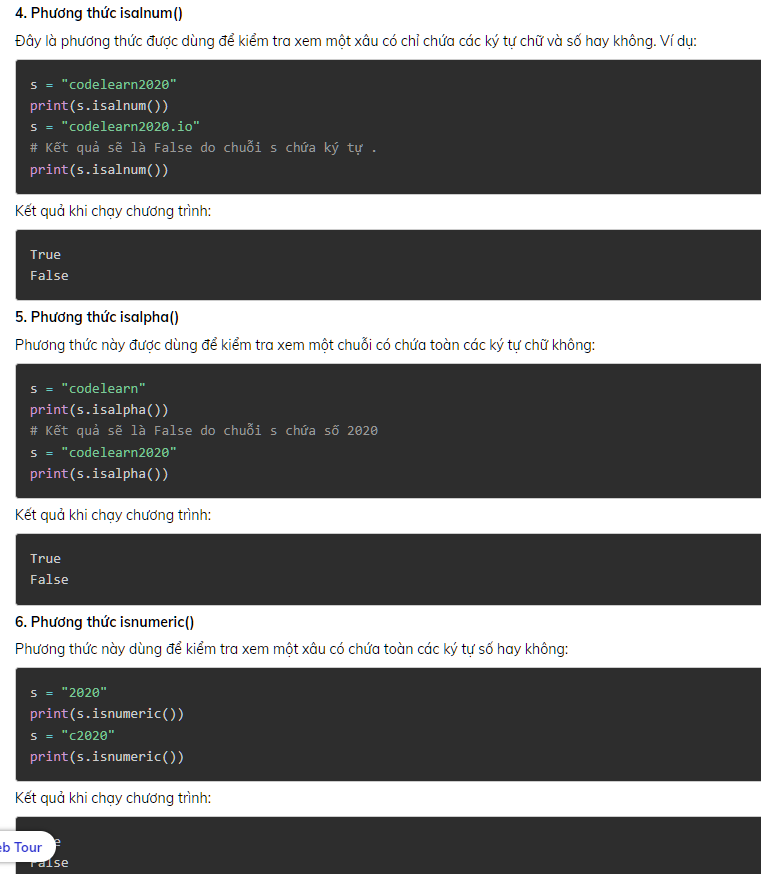 4. Phương thức isalnum()
Đây là phương thức được dùng để kiểm tra xem một xâu có chỉ chứa các ký tự chữ và số hay không. Ví dụ:
s = "codelearn2020"
print(s.isalnum())
s = "codelearn2020.io"
# Kết quả sẽ là False do chuỗi s chứa ký tự .
print(s.isalnum())
Kết quả khi chạy chương trình:
True
False
5. Phương thức isalpha()
Phương thức này được dùng để kiểm tra xem một chuỗi có chứa toàn các ký tự chữ không:
s = "codelearn"
print(s.isalpha())
# Kết quả sẽ là False do chuỗi s chứa số 2020
s = "codelearn2020"
print(s.isalpha())
Kết quả khi chạy chương trình:
True
False
6. Phương thức isnumeric()
Phương thức này dùng để kiểm tra xem một xâu có chứa toàn các ký tự số hay không:
s = "2020"
print(s.isnumeric())
s = "c2020"
print(s.isnumeric())
Kết quả khi chạy chương trình:
e
eb Tour
False